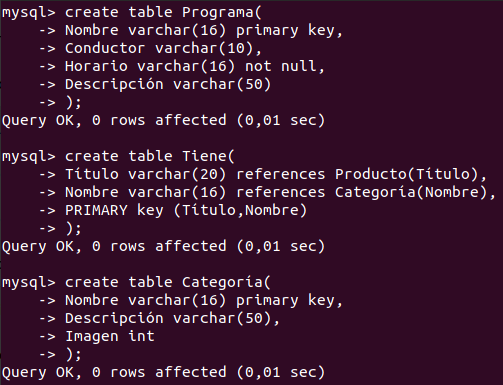 mysql> create table Programa(
-> Nombre varchar(16) primary key,
-> Conductor varchar(10),
-> Horario varchar(16) not null,
-> Descripción varchar(50)
-> );
Query OK, 0 rows affected (0,01 sec)
mysql> create table Tiene(
-> Título varchar(20) references Producto(Título),
-> Nombre varchar(16) references Categoría(Nombre),
-> PRIMARY key (Título,Nombre)
-> );
Query OK, 0 rows affected (0,01 sec)
mysql> create table Categoría(
-> Nombre varchar(16) primary key,
-> Descripción varchar(50),
-> Imagen int
-> );
Query OK, 0 rows affected (0,01 sec)